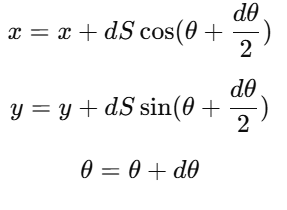 x = x + dS cos(θ + dθ/2)
y = y + dS sin(θ + dθ/2)
θ = θ + dθ